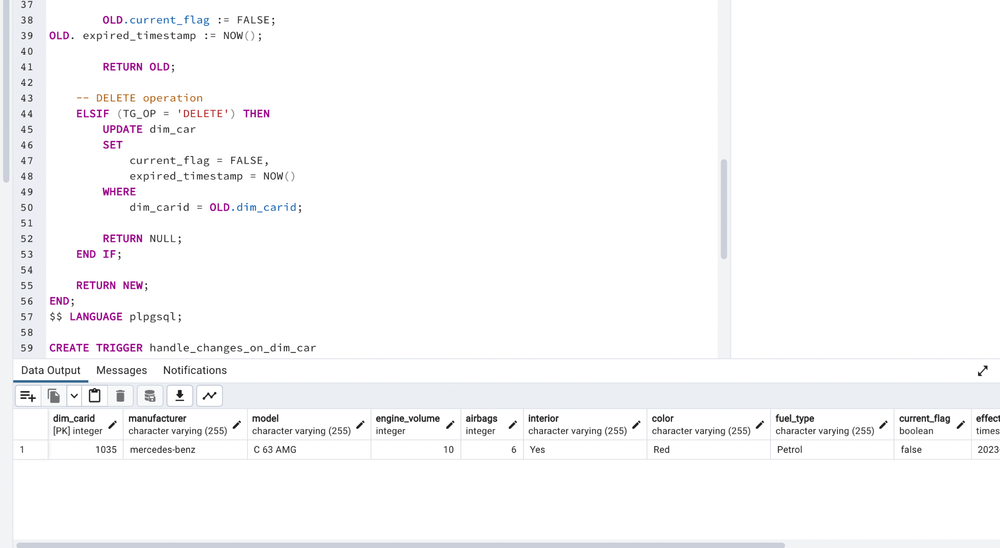 37
38 OLD.current_flag := FALSE;
39 OLD. expired_timestamp := NOW();
40
41 RETURN OLD;
42
43 -- DELETE operation
44 ELSIF (TG_OP = 'DELETE') THEN
45 UPDATE dim_car
46 SET
47 current_flag = FALSE,
48 expired_timestamp = NOW()
49 WHERE
50 dim_carid = OLD.dim_carid;
51
52 RETURN NULL;
53 END IF;
54
55 RETURN NEW;
56 END;
57 $$ LANGUAGE plpgsql;
58
59 CREATE TRIGGER handle_changes_on_dim_car
Data Output Messages Notifications
dim_carid manufacturer model engine_volume airbags interior color fuel_type current_flag effect
[PK] integer character varying (255) character varying (255) integer integer character varying (255) character varying (255) character varying (255) boolean times
1 1035 mercedes-benz C 63 AMG 10 6 Yes Red Petrol false 2023-